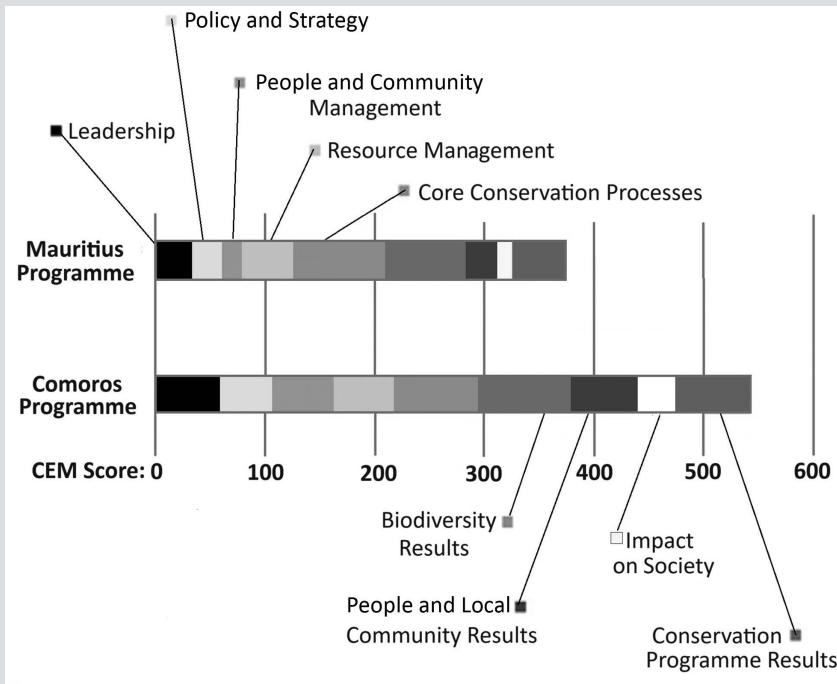 Policy and Strategy
People and Community
Management
Leadership
Resource Management
Core Conservation Processes
Mauritius
Programme
Comoros
Programme
CEM Score: 0 100 200 300 400 500 600
Biodiversity
Results
Impact
on Society
People and Local
Community Results
Conservation
Programme Results